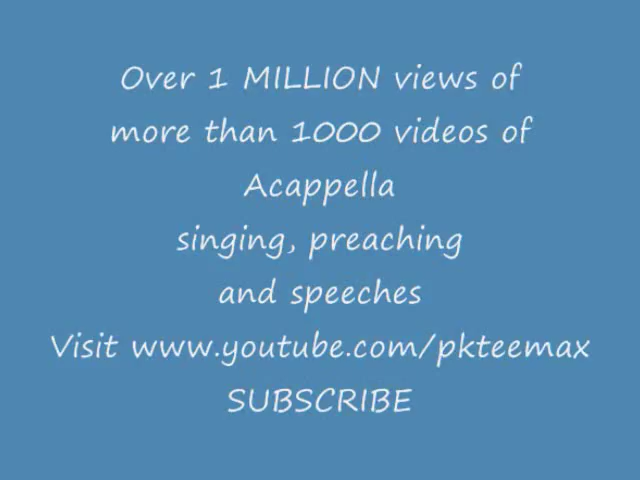 Over 1 MILLION views of
more than 1000 videos of
Acappella
singing, preaching
and speeches
Visit www.youtube.com/pkteemax
SUBSCRIBE